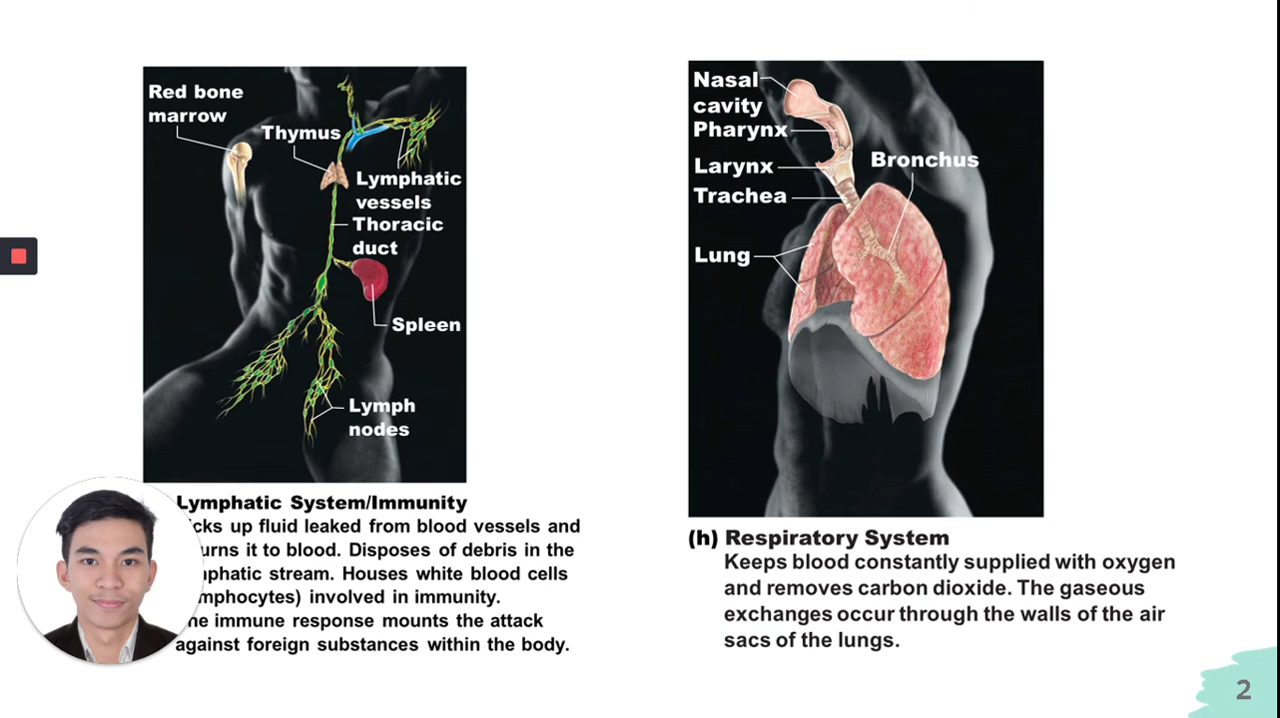 Red bone
marrow
Thymus
Lymphatic
vessels
Thoracic
duct
Spleen
Lymph
nodes
Lymphatic System/Immunity
up fluid leaked from blood vessels and
it to blood. Disposes of debris in the
stream. Houses white blood cells
involved in immunity.
immune response mounts the attack
against foreign substances within the body.
Nasal
cavity
Pharynx
Larynx
Trachea
Bronchus
Lung
(h) Respiratory System
Keeps blood constantly supplied with oxygen
and removes carbon dioxide. The gaseous
exchanges occur through the walls of the air
sacs of the lungs.
2